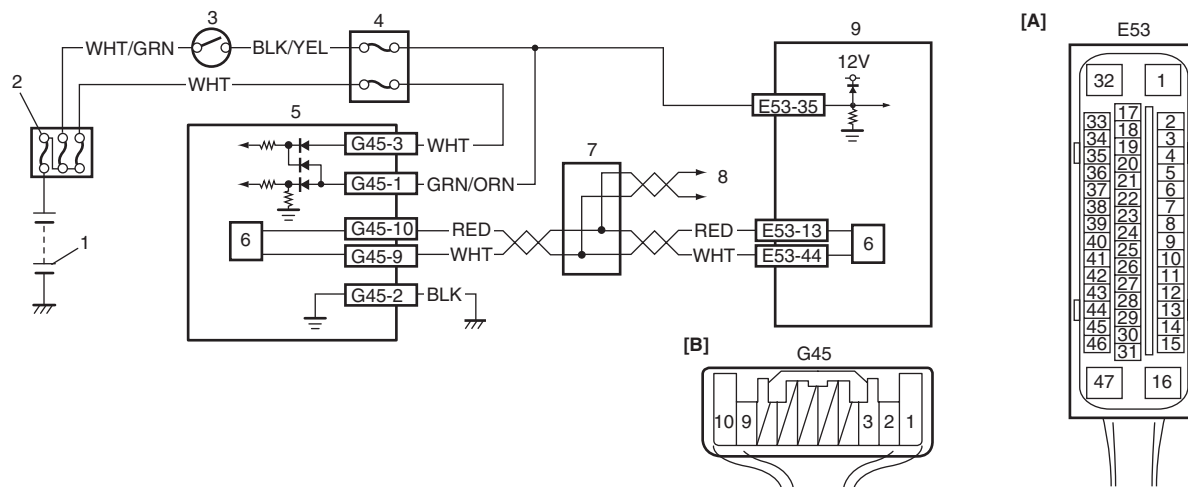 [A]
E53
3
4
9
WHT/GRN
BLK/YEL
12V
2
WHT
5
E53-35
G45-3
WHT
7
8
G45-1
GRN/ORN
6
G45-10
RED
RED
E53-13
6
G45-9
WHT
WHT
E53-44
1
G45-2
BLK
[B]
G45
10 9 3 2 1
32 1
17
33 2
18
34 3
19
35 4
20
36 5
21
37 6
22
38 7
23
39 8
24
40 9
25
41 10
26
42 11
27
43 12
28
44 13
29
45 14
30
46 15
31
47 16